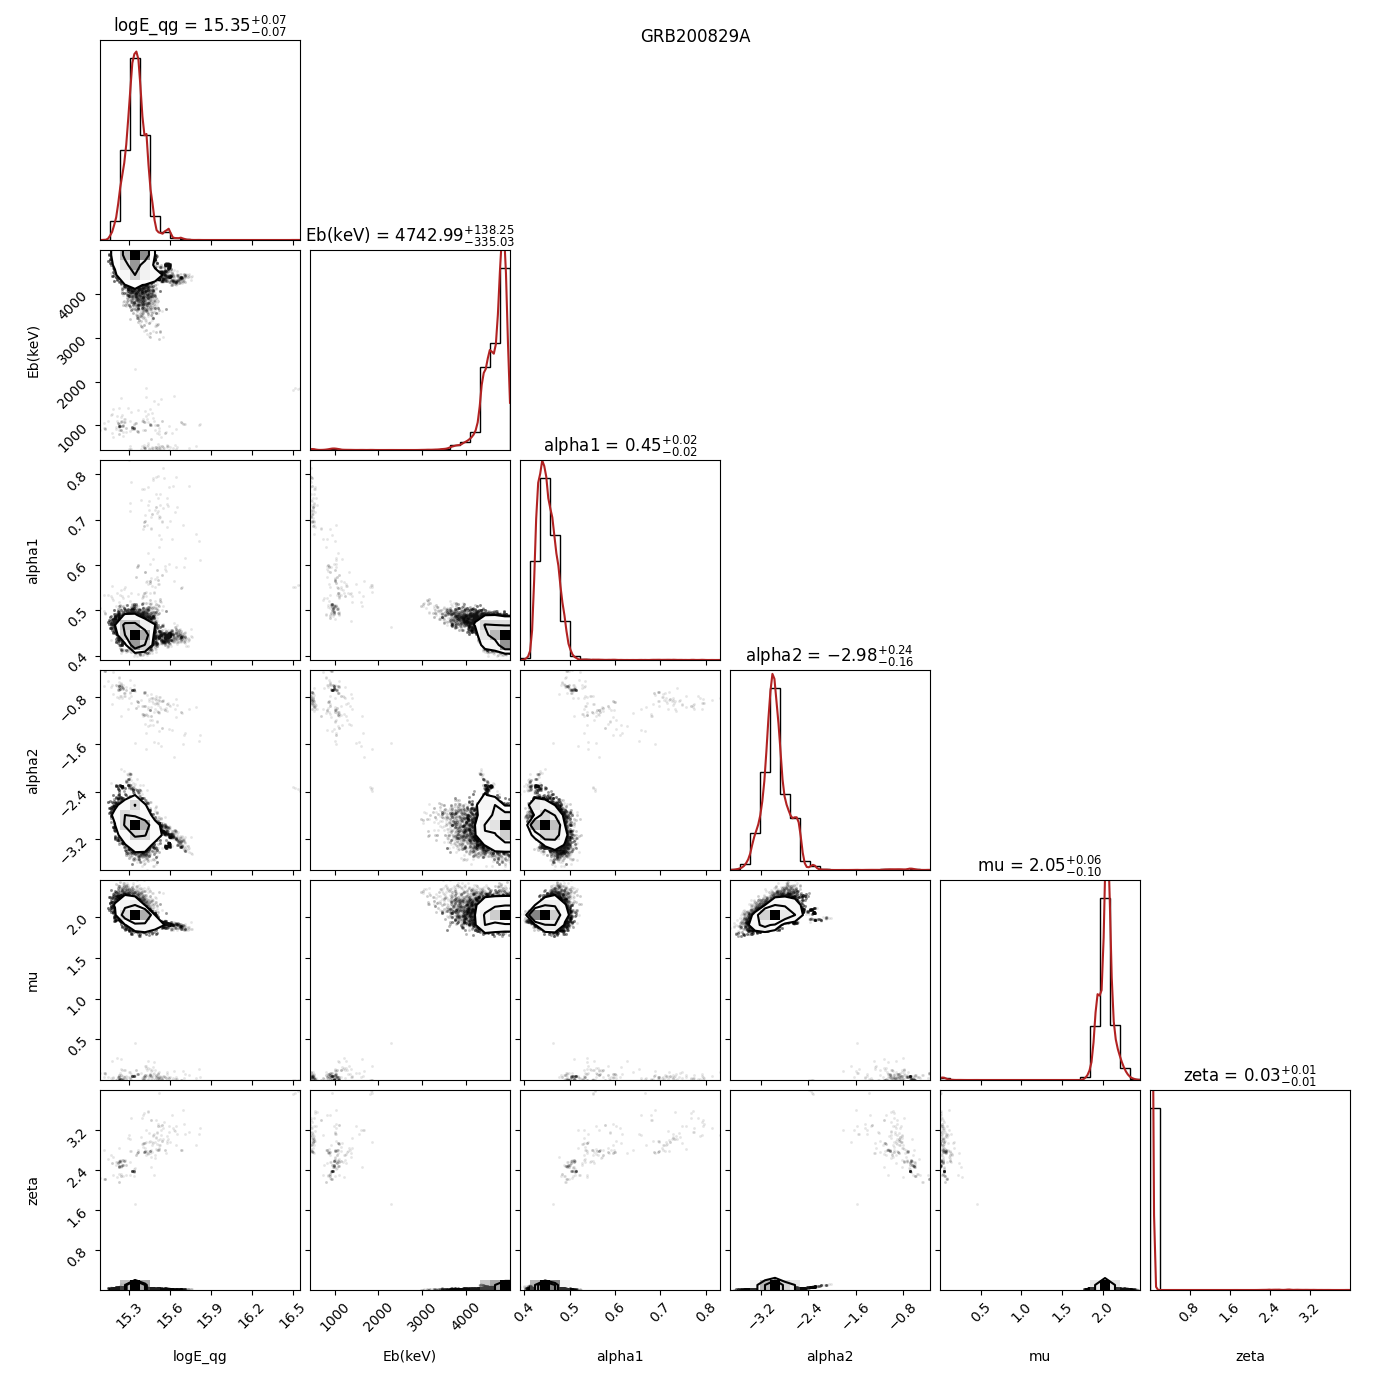 logE_qg = 15.35+0.07−0.07
GRB200829A
Eb(keV) = 4742.99+138.25−335.03
4000
3000
2000
1000
Eb(keV)
alpha1 = 0.45+0.02−0.02
0.8
0.7
0.6
0.5
0.4
alpha1
alpha2 = −2.98+0.24−0.16
−0.8
−1.6
−2.4
−3.2
alpha2
mu = 2.05+0.06−0.10
2.0
1.5
1.0
0.5
mu
zeta = 0.03+0.01−0.01
3.2
2.4
1.6
0.8
zeta
15.3 15.6 15.9 16.2 16.5 1000 2000 3000 4000 0.4 0.5 0.6 0.7 0.8 −3.2 −2.4 −1.6 −0.8 0.5 1.0 1.5 2.0 0.8 1.6 2.4 3.2
logE_qg Eb(keV) alpha1 alpha2 mu zeta